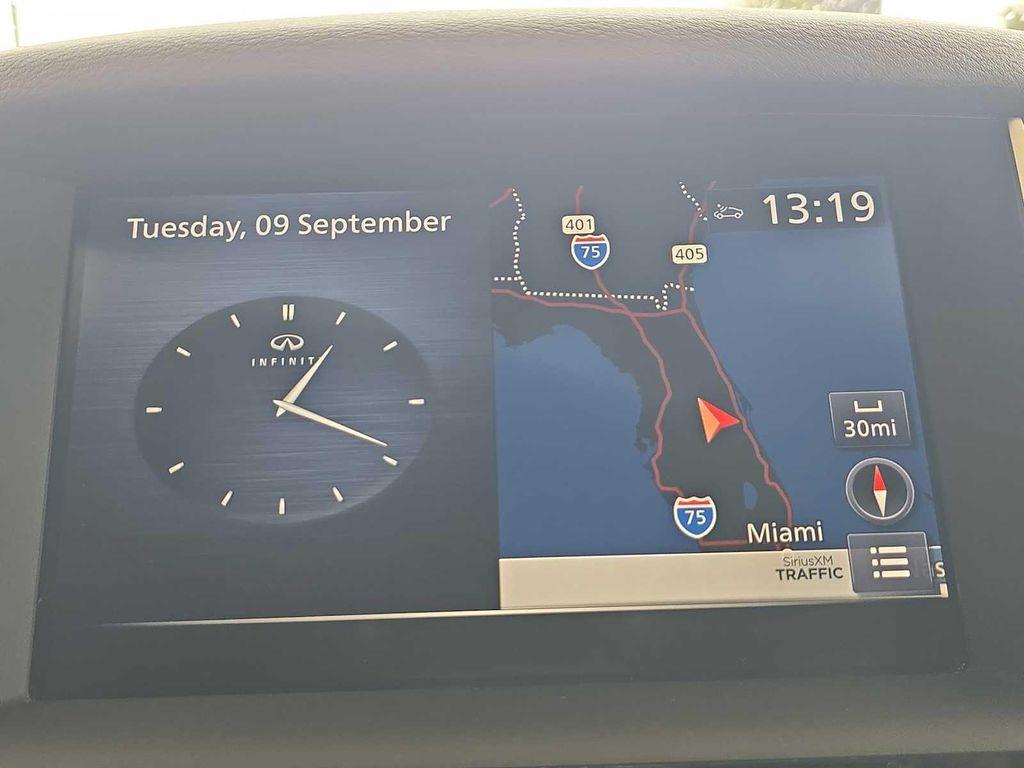 Tuesday, 09 September
INFINITI
13:19
401
75
405
30mi
75
Miami
SiriusXM
TRAFFIC
S